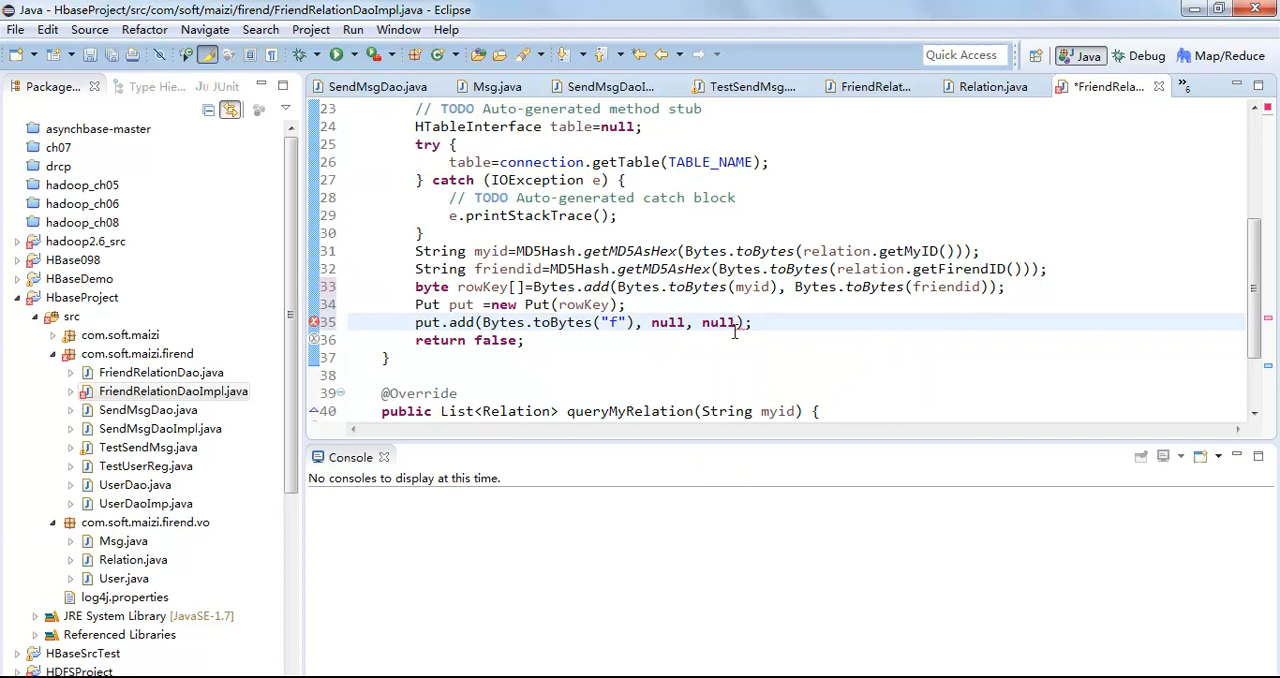 Java - HbaseProject/src/com/soft/maizi/firend/FriendRelationDaoImpl.java - Eclipse
File Edit Source Refactor Navigate Search Project Run Window Help
Quick Access Java Debug Map/Reduce
Package... Type Hie... JUnit
SendMsgDao.java Msg.java SendMsgDaoI... TestSendMsg.... FriendRelat... Relation.java *FriendRela... »6
asynchbase-master
ch07
drcp
hadoop_ch05
hadoop_ch06
hadoop_ch08
hadoop2.6_src
HBase098
HBaseDemo
HbaseProject
src
com.soft.maizi
com.soft.maizi.firend
FriendRelationDao.java
FriendRelationDaoImpl.java
SendMsgDao.java
SendMsgDaoImpl.java
TestSendMsg.java
TestUserReg.java
UserDao.java
UserDaoImp.java
com.soft.maizi.firend.vo
Msg.java
Relation.java
User.java
log4j.properties
JRE System Library [JavaSE-1.7]
Referenced Libraries
HBaseSrcTest
HDFSProject
23 // TODO Auto-generated method stub
24 HTableInterface table=null;
25 try {
26 table=connection.getTable(TABLE_NAME);
27 } catch (IOException e) {
28 // TODO Auto-generated catch block
29 e.printStackTrace();
30 }
31 String myid=MD5Hash.getMD5AsHex(Bytes.toBytes(relation.getMyID()));
32 String friendid=MD5Hash.getMD5AsHex(Bytes.toBytes(relation.getFirendID()));
33 byte rowKey[]=Bytes.add(Bytes.toBytes(myid), Bytes.toBytes(friendid));
34 Put put =new Put(rowKey);
35 put.add(Bytes.toBytes("f"), null, null);
36 return false;
37 }
38
39 @Override
40 public List<Relation> queryMyRelation(String myid) {
Console
No consoles to display at this time.